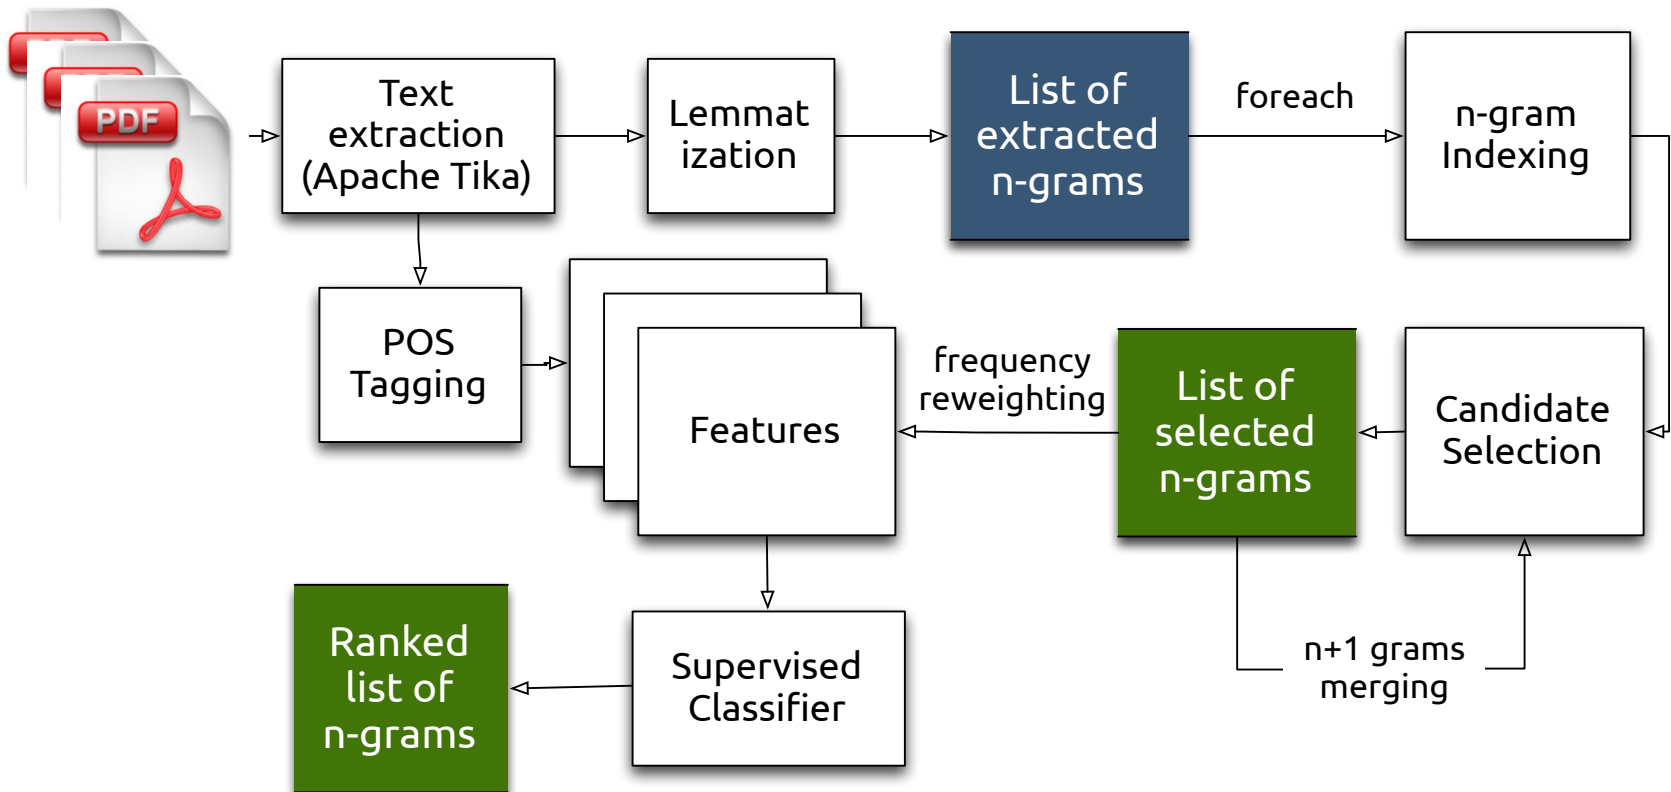 PDF
Text
extraction
(Apache Tika)
Lemmat
ization
List of
extracted
n-grams
foreach
n-gram
Indexing
POS
Tagging
Features
frequency
reweighting
List of
selected
n-grams
Candidate
Selection
Ranked
list of
n-grams
Supervised
Classifier
n+1 grams
merging